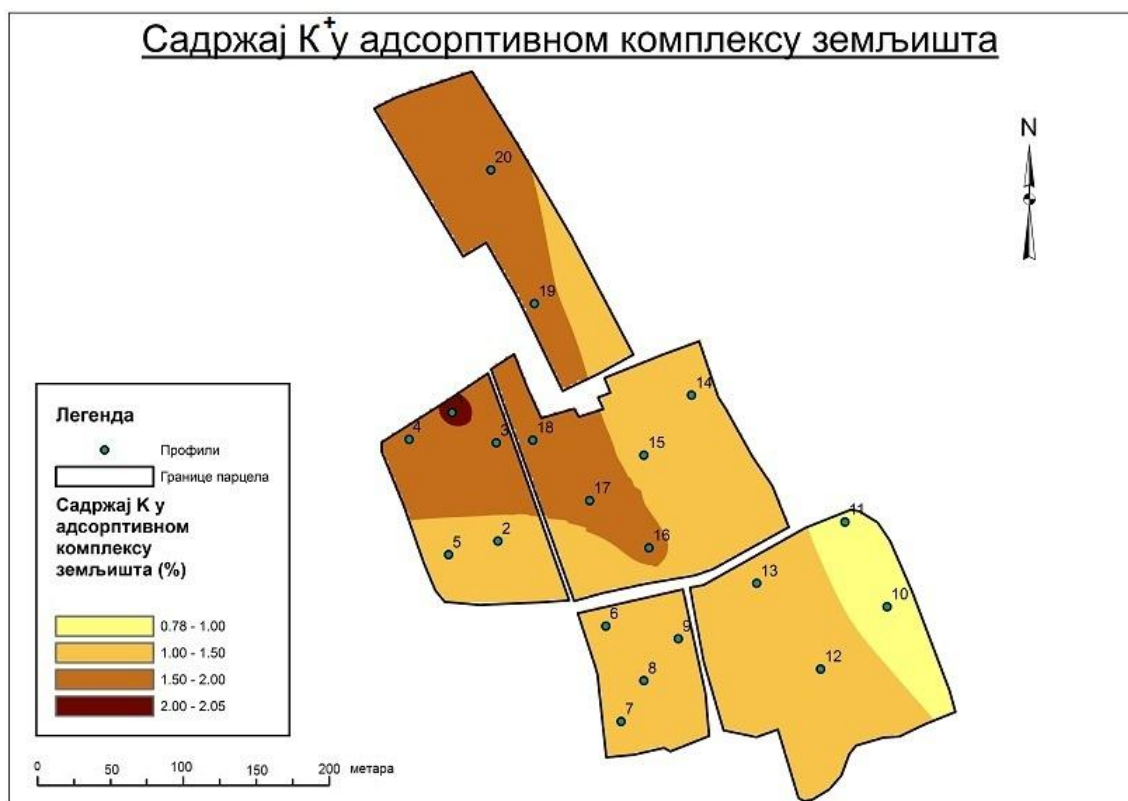 Садржај К⁺у адсорптивном комплексу земљишта
N
20
19
14
4
3
18
15
17
16
5
2
11
13
10
6
9
12
8
7
Легенда
Профили
Границе парцела
Садржај К у
адсорптивном
комплексу
земљишта (%)
0.78 - 1.00
1.00 - 1.50
1.50 - 2.00
2.00 - 2.05
0 50 100 150 200 метара